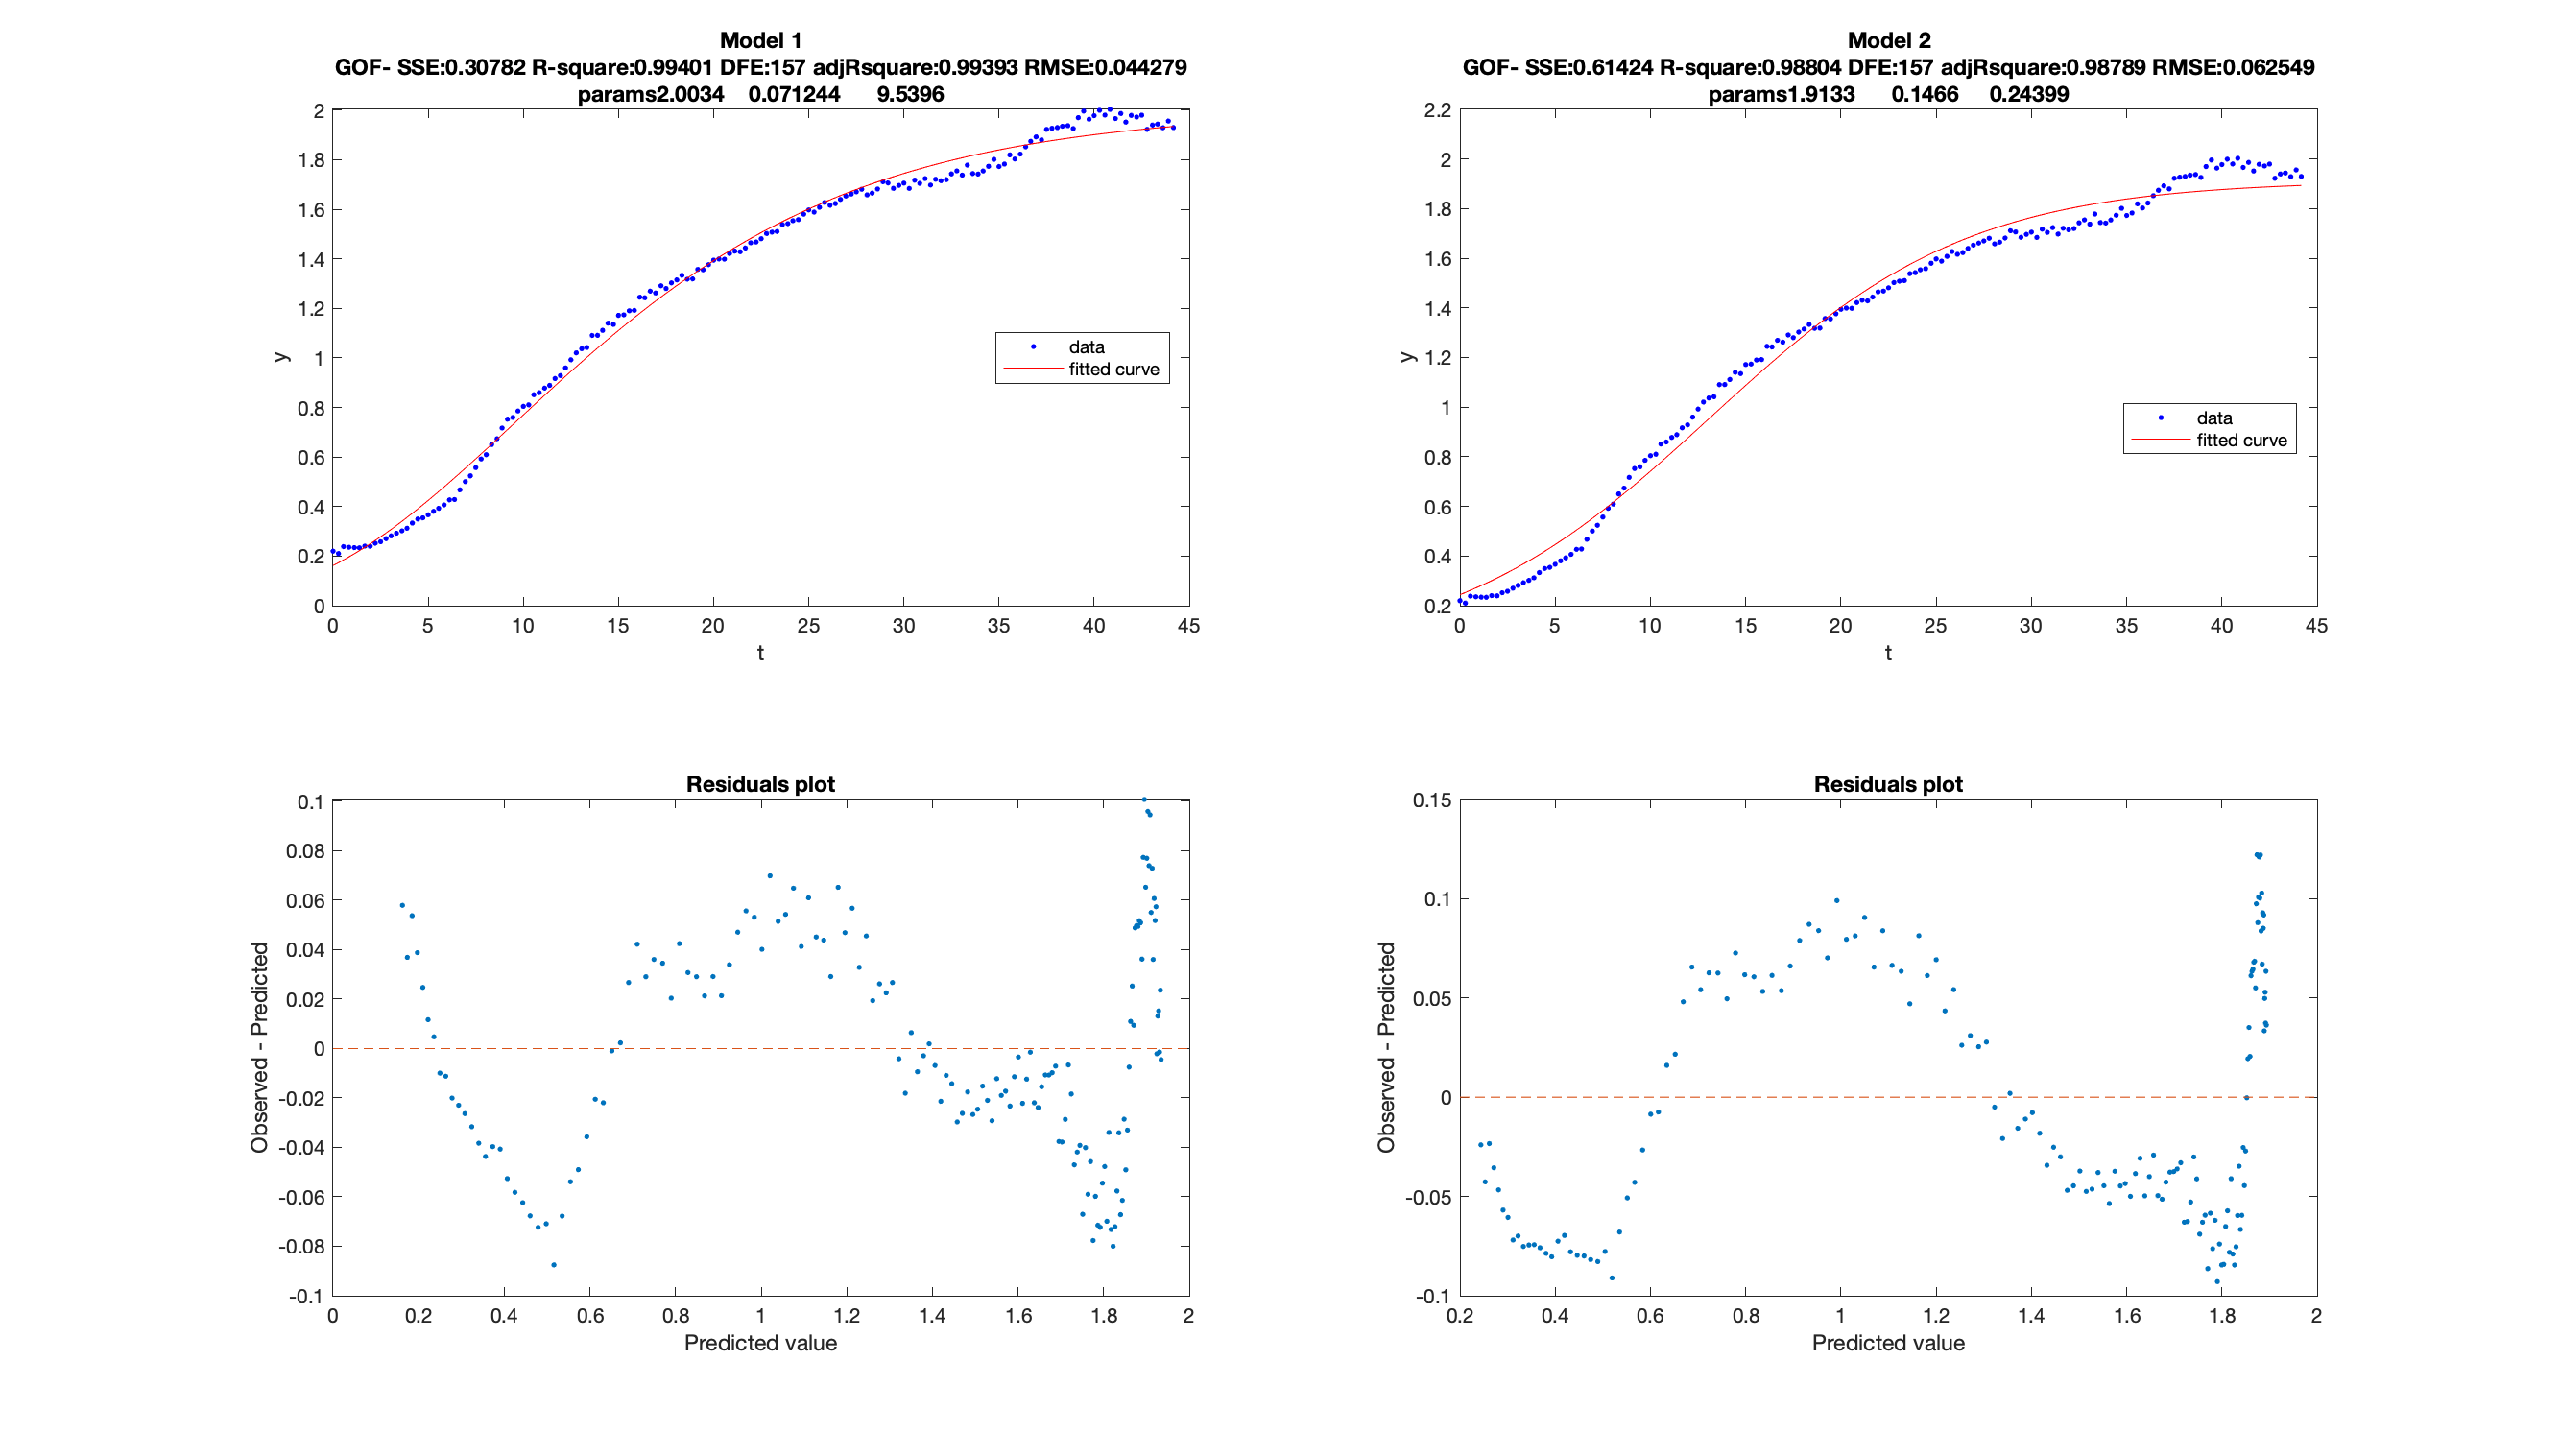 Model 1
GOF- SSE:0.30782 R-square:0.99401 DFE:157 adjRsquare:0.99393 RMSE:0.044279
params2.0034 0.071244 9.5396
2
1.8
1.6
1.4
1.2
1
0.8
0.6
0.4
0.2
0
y
data
fitted curve
0 5 10 15 20 25 30 35 40 45
t
Model 2
GOF- SSE:0.61424 R-square:0.98804 DFE:157 adjRsquare:0.98789 RMSE:0.062549
params1.9133 0.1466 0.24399
2.2
2
1.8
1.6
1.4
1.2
1
0.8
0.6
0.4
0.2
y
data
fitted curve
0 5 10 15 20 25 30 35 40 45
t
Residuals plot
0.1
0.08
0.06
0.04
0.02
0
-0.02
-0.04
-0.06
-0.08
-0.1
Observed - Predicted
0 0.2 0.4 0.6 0.8 1 1.2 1.4 1.6 1.8 2
Predicted value
Residuals plot
0.15
0.1
0.05
0
-0.05
-0.1
Observed - Predicted
0.2 0.4 0.6 0.8 1 1.2 1.4 1.6 1.8 2
Predicted value